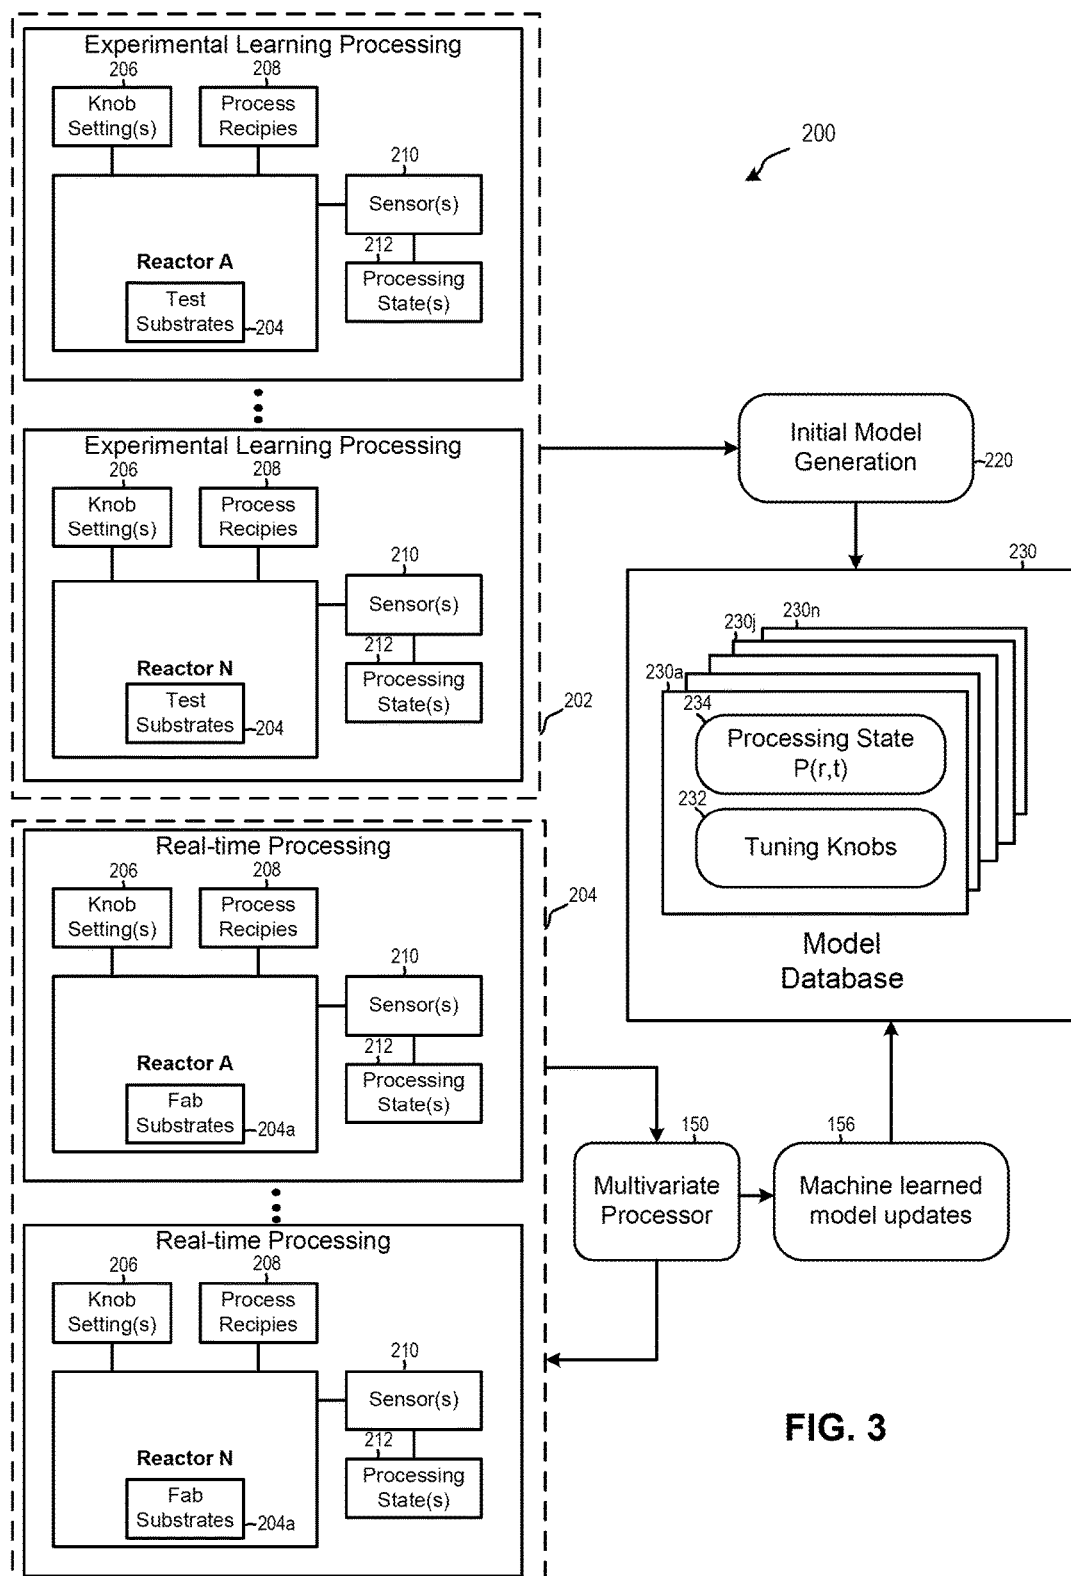 Experimental Learning Processing
206
208
Knob
Setting(s)
Process
Recipies
210
Sensor(s)
212
Processing
State(s)
Reactor A
Test
Substrates
204
200
Experimental Learning Processing
206
208
Knob
Setting(s)
Process
Recipies
210
Sensor(s)
212
Processing
State(s)
Reactor N
Test
Substrates
204
202
Initial Model
Generation
220
230
230n
230j
230a
234
Processing State
P(r,t)
232
Tuning Knobs
Model
Database
Real-time Processing
206
208
Knob
Setting(s)
Process
Recipies
210
Sensor(s)
212
Processing
State(s)
Reactor A
Fab
Substrates
204a
204
150
Multivariate
Processor
156
Machine learned
model updates
Real-time Processing
206
208
Knob
Setting(s)
Process
Recipies
210
Sensor(s)
212
Processing
State(s)
Reactor N
Fab
Substrates
204a
FIG. 3